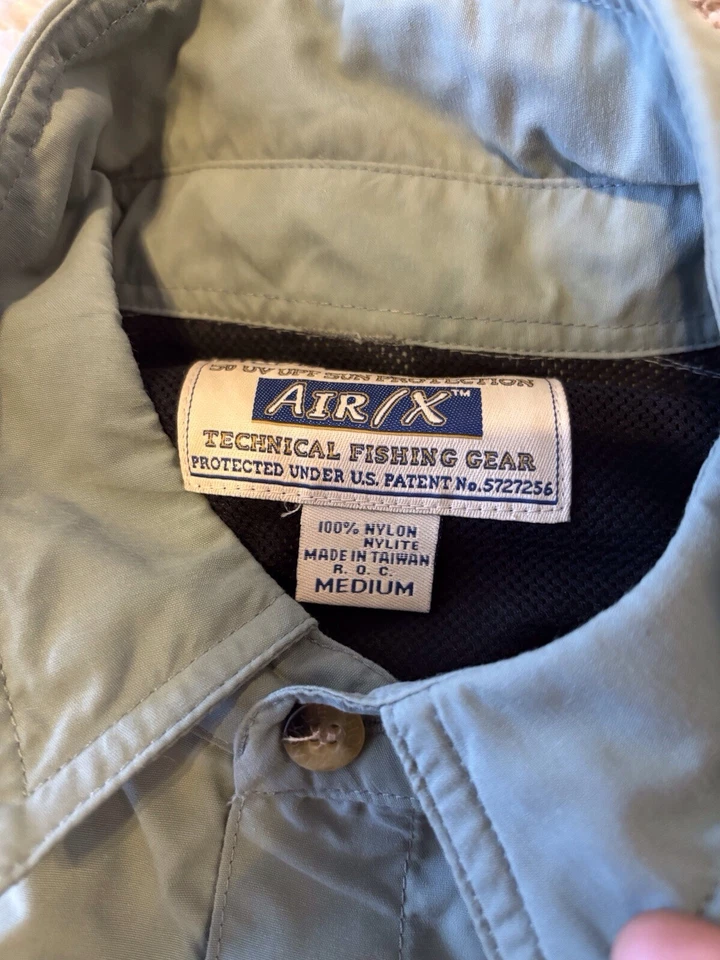 50 UV UPF SUN PROTECTION
AIR/X™
TECHNICAL FISHING GEAR
PROTECTED UNDER U.S. PATENT No.5727256
100% NYLON
NYLITE
MADE IN TAIWAN
R. O. C.
MEDIUM